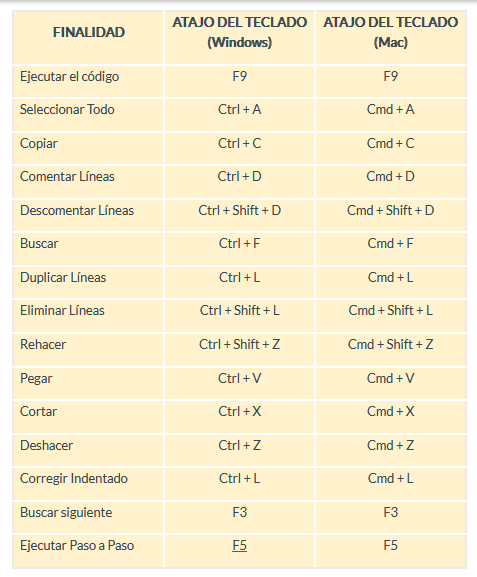 FINALIDAD ATAJO DEL TECLADO (Windows) ATAJO DEL TECLADO (Mac)
Ejecutar el código F9 F9
Seleccionar Todo Ctrl + A Cmd + A
Copiar Ctrl + C Cmd + C
Comentar Líneas Ctrl + D Cmd + D
Descomentar Líneas Ctrl + Shift + D Cmd + Shift + D
Buscar Ctrl + F Cmd + F
Duplicar Líneas Ctrl + L Cmd + L
Eliminar Líneas Ctrl + Shift + L Cmd + Shift + L
Rehacer Ctrl + Shift + Z Cmd + Shift + Z
Pegar Ctrl + V Cmd + V
Cortar Ctrl + X Cmd + X
Deshacer Ctrl + Z Cmd + Z
Corregir Indentado Ctrl + L Cmd + L
Buscar siguiente F3 F3
Ejecutar Paso a Paso F5 F5